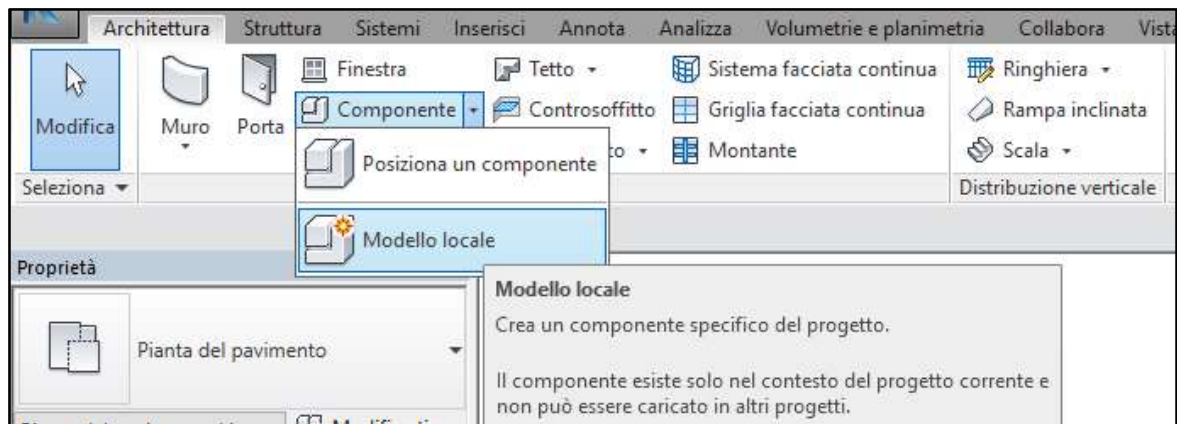 Architettura Struttura Sistemi Inserisci Annota Analizza Volumetrie e planimetria Collabora Vista
Finestra Tetto Sistema facciata continua Ringhiera
Modifica Muro Porta Componente Controsoffitto Griglia facciata continua Rampa inclinata
Posiziona un componente to Montante Scala
Seleziona Distribuzione verticale
Modello locale
Proprietà
Modello locale
Crea un componente specifico del progetto.
Pianta del pavimento
Il componente esiste solo nel contesto del progetto corrente e
non può essere caricato in altri progetti.